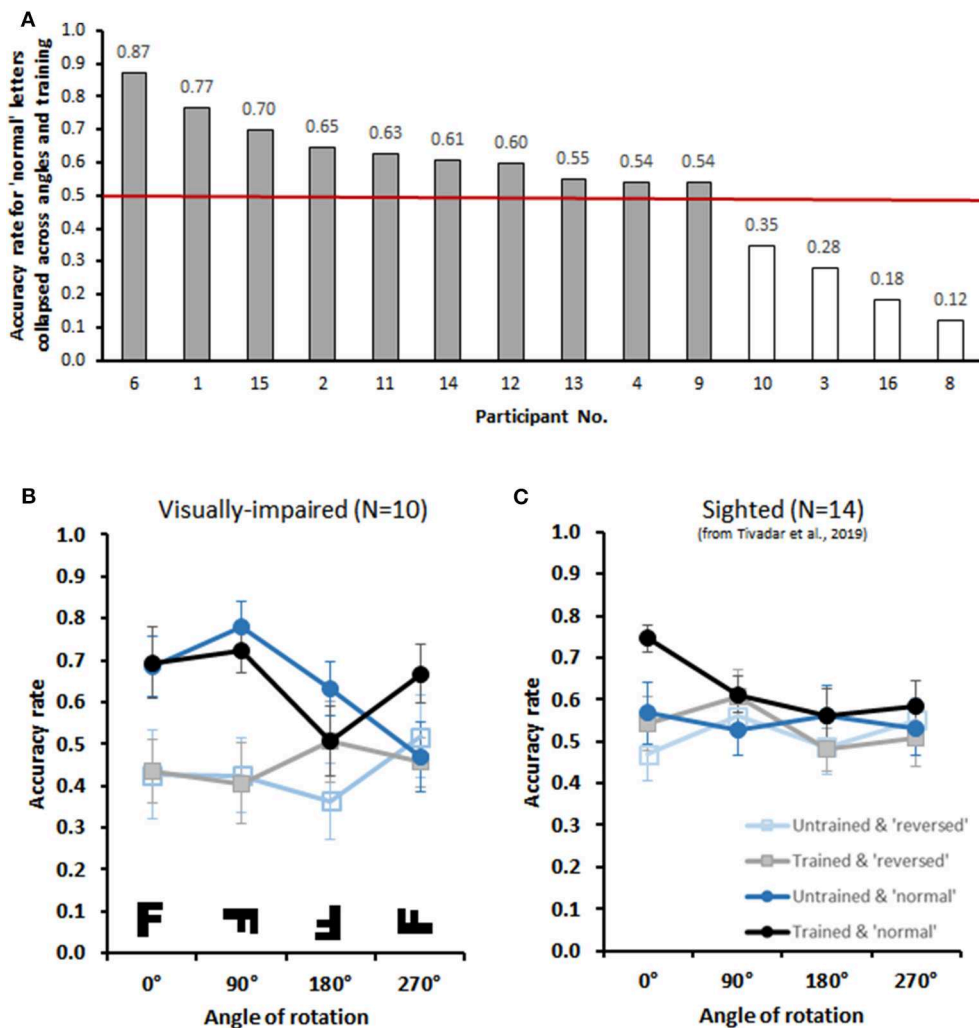 A
Accuracy rate for 'normal' letters
collapsed across angles and training
1.0
0.9
0.8
0.7
0.6
0.5
0.4
0.3
0.2
0.1
0.0
0.87
0.77
0.70
0.65
0.63
0.61
0.60
0.55
0.54
0.54
0.35
0.28
0.18
0.12
6 1 15 2 11 14 12 13 4 9 10 3 16 8
Participant No.
B
Visually-impaired (N=10)
Accuracy rate
1.0
0.9
0.8
0.7
0.6
0.5
0.4
0.3
0.2
0.1
0.0
F F F F
0° 90° 180° 270°
Angle of rotation
C
Sighted (N=14)
(from Tivadar et al., 2019)
Accuracy rate
1.0
0.9
0.8
0.7
0.6
0.5
0.4
0.3
0.2
0.1
0.0
Untrained & 'reversed'
Trained & 'reversed'
Untrained & 'normal'
Trained & 'normal'
0° 90° 180° 270°
Angle of rotation